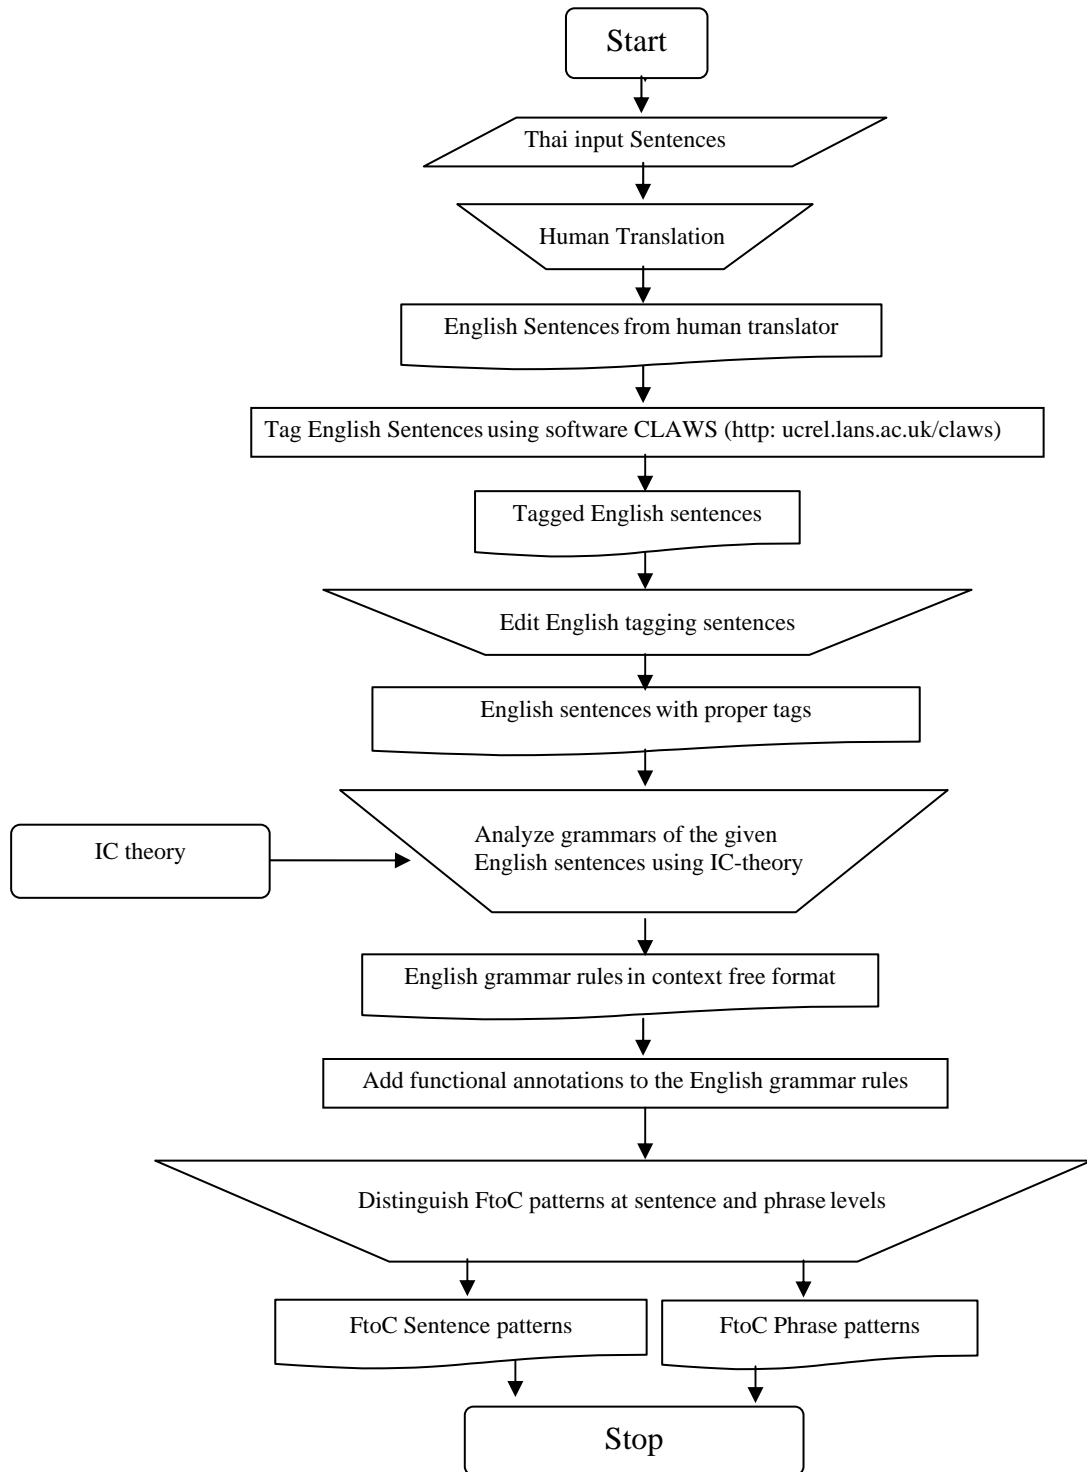 Start
Thai input Sentences
Human Translation
English Sentences from human translator
Tag English Sentences using software CLAWS (http: ucrel.lans.ac.uk/claws)
Tagged English sentences
Edit English tagging sentences
English sentences with proper tags
IC theory
Analyze grammars of the given
English sentences using IC-theory
English grammar rules in context free format
Add functional annotations to the English grammar rules
Distinguish FtoC patterns at sentence and phrase levels
FtoC Sentence patterns
FtoC Phrase patterns
Stop